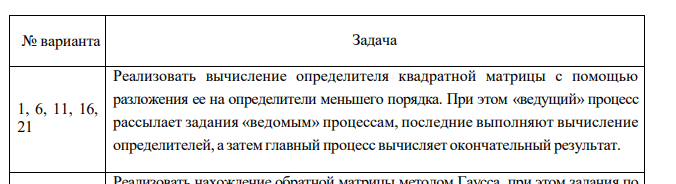 № варианта
Задача
1, 6, 11, 16,
21
Реализовать вычисление определителя квадратной матрицы с помощью
разложения ее на определители меньшего порядка. При этом «ведущий» процесс
рассылает задания «ведомым» процессам, последние выполняют вычисление
определителей, а затем главный процесс вычисляет окончательный результат.
Реализовать нахождение обратной матрицы методом Гаусса, при этом задания по